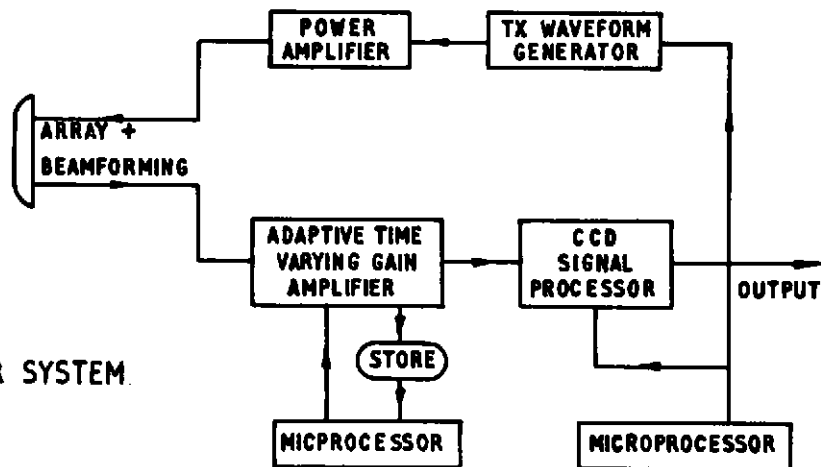 POWER
AMPLIFIER
TX WAVEFORM
GENERATOR
ARRAY +
BEAMFORMING
ADAPTIVE TIME
VARYING GAIN
AMPLIFIER
CCD
SIGNAL
PROCESSOR
OUTPUT
STORE
SYSTEM
MICPROCESSOR
MICROPROCESSOR